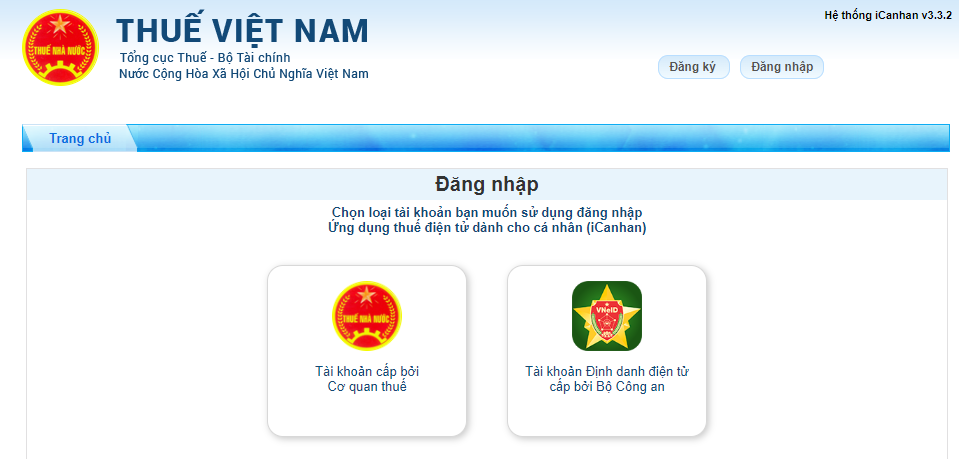 Hệ thống iCanhan v3.3.2
THUẾ NHÀ NƯỚC
THUẾ VIỆT NAM
Tổng cục Thuế - Bộ Tài chính
Nước Cộng Hòa Xã Hội Chủ Nghĩa Việt Nam
Đăng ký
Đăng nhập
Trang chủ
Đăng nhập
Chọn loại tài khoản bạn muốn sử dụng đăng nhập
Ứng dụng thuế điện tử dành cho cá nhân (iCanhan)
THUẾ NHÀ NƯỚC
Tài khoản cấp bởi
Cơ quan thuế
VNeID
Tài khoản Định danh điện tử
cấp bởi Bộ Công an